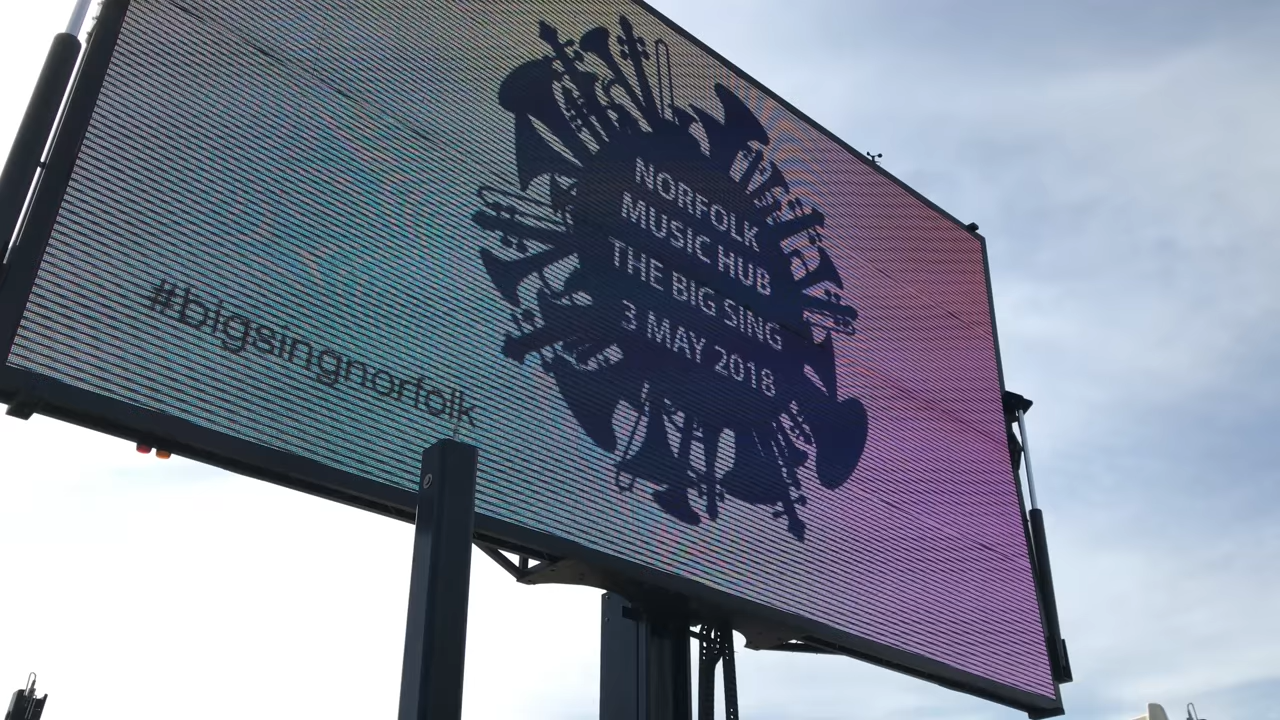 NORFOLK
MUSIC HUB
THE BIG SING
3 MAY 2018
#bigsingnorfolk